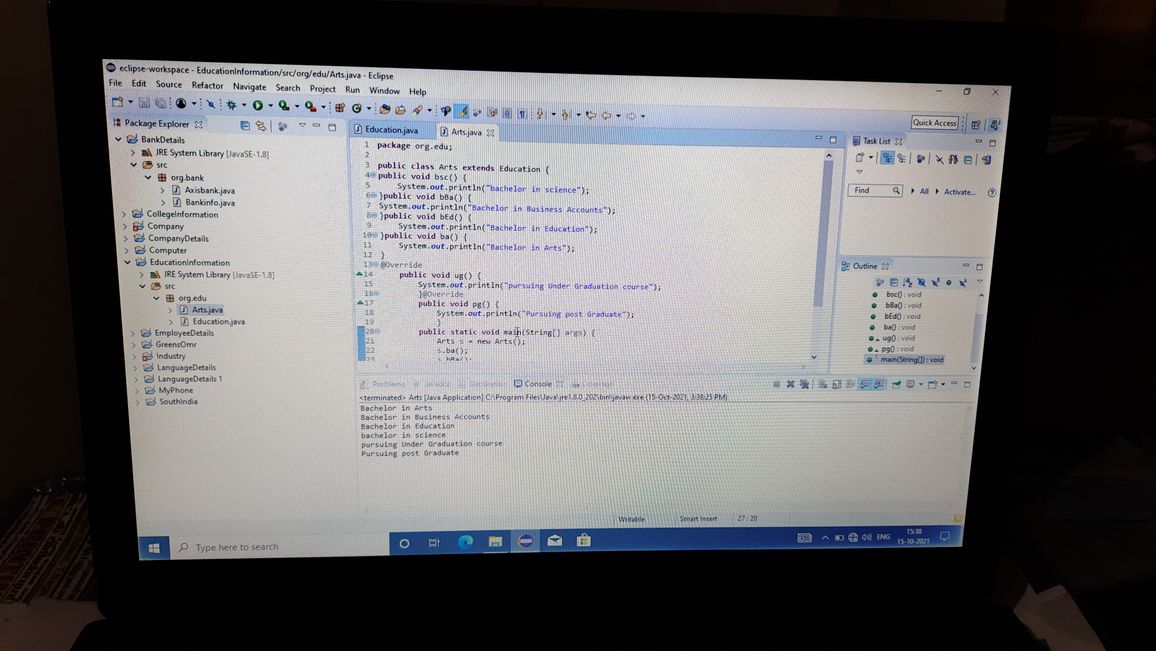 eclipse-workspace - EducationInformation/src/org/edu/Arts.java - Eclipse
File Edit Source Refactor Navigate Search Project Run Window Help
Quick Access
Package Explorer
BankDetails
JRE System Library [JavaSE-1.8]
src
org.bank
Axisbank.java
Bankinfo.java
CollegeInformation
Company
CompanyDetails
Computer
EducationInformation
JRE System Library [JavaSE-1.8]
src
org.edu
Arts.java
Education.java
EmployeeDetails
GreensOmr
Industry
LanguageDetails
LanguageDetails 1
MyPhone
SouthIndia
Education.java Arts.java
1 package org.edu;
2
3 public class Arts extends Education {
4 public void bsc() {
5 System.out.println("bachelor in science");
6 }public void bBa() {
7 System.out.println("Bachelor in Business Accounts");
8 }public void bEd() {
9 System.out.println("Bachelor in Education");
10 }public void ba() {
11 System.out.println("Bachelor in Arts");
12 }
13 @Override
14 public void ug() {
15 System.out.println("pursuing Under Graduation course");
16 }@Override
17 public void pg() {
18 System.out.println("Pursuing post Graduate");
19 }
20 public static void main(String[] args) {
21 Arts s = new Arts();
22 s.ba();
23 s.bBa();
Task List
Find All Activate...
Outline
bsc() : void
bBa() : void
bEd() : void
ba() : void
ug() : void
pg() : void
main(String[]) : void
Problems Javadoc Declaration Console Coverage
<terminated> Arts [Java Application] C:\Program Files\Java\jre1.8.0_202\bin\javaw.exe (15-Oct-2021, 3:38:25 PM)
Bachelor in Arts
Bachelor in Business Accounts
Bachelor in Education
bachelor in science
pursuing Under Graduation course
Pursuing post Graduate
Writable Smart Insert 27 : 20
Type here to search
ENG
15:38
15-10-2021